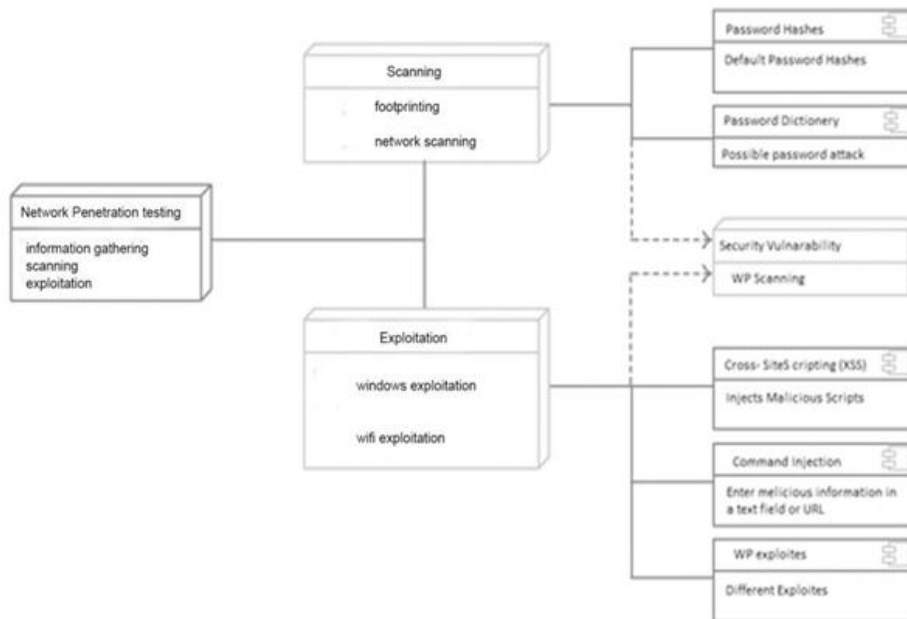 Network Penetration testing
information gathering
scanning
exploitation
Scanning
footprinting
network scanning
Exploitation
windows exploitation
wifi exploitation
Password Hashes
Default Password Hashes
Password Dictionery
Possible password attack
Security Vulnarability
WP Scanning
Cross- SiteS cripting (XSS)
Injects Malicious Scripts
Command Injection
Enter melicious information in
a text field or URL
WP exploites
Different Exploites